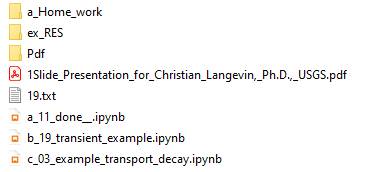 a_Home_work
ex_RES
Pdf
1Slide_Presentation_for_Christian_Langevin,_Ph.D.,_USGS.pdf
19.txt
a_11_done__.ipynb
b_19_transient_example.ipynb
c_03_example_transport_decay.ipynb